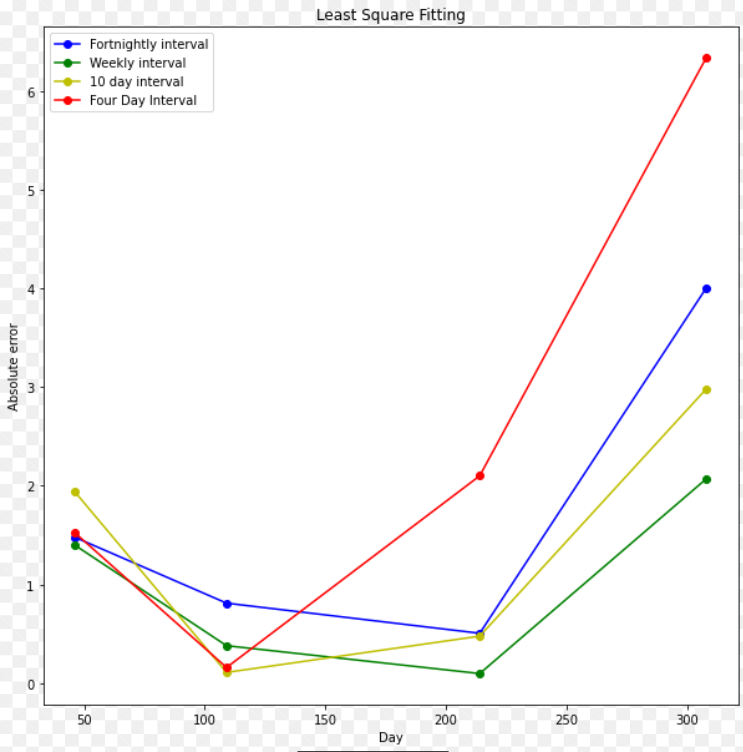 Least Square Fitting
Fortnightly interval
Weekly interval
10 day interval
Four Day Interval
6
5
4
3
2
1
0
Absolute error
50 100 150 200 250 300
Day